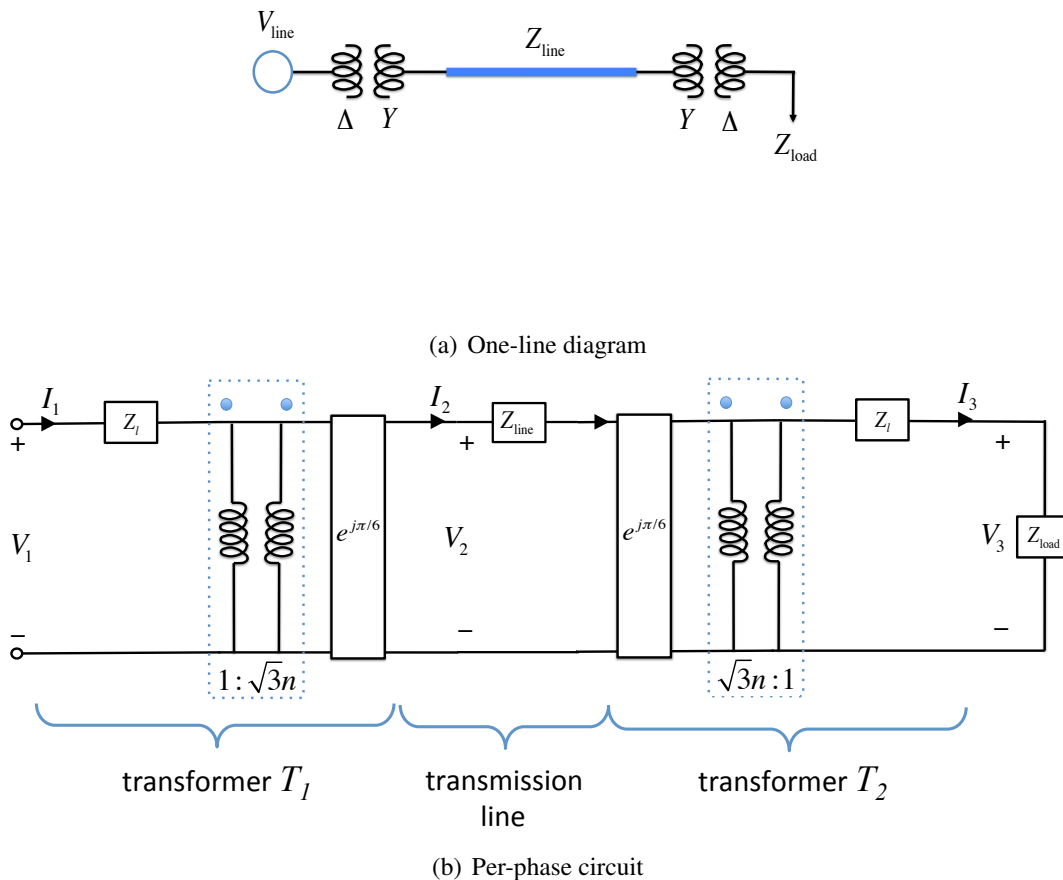 V_line
Z_line
Δ Y Y Δ
Z_load
(a) One-line diagram
I_1 I_2 I_3
Z_l Z_line Z_l
+ + +
V_1 e^{jπ/6} V_2 e^{jπ/6} V_3 Z_load
− − −
1:√3n √3n:1
transformer T_1 transmission line transformer T_2
(b) Per-phase circuit